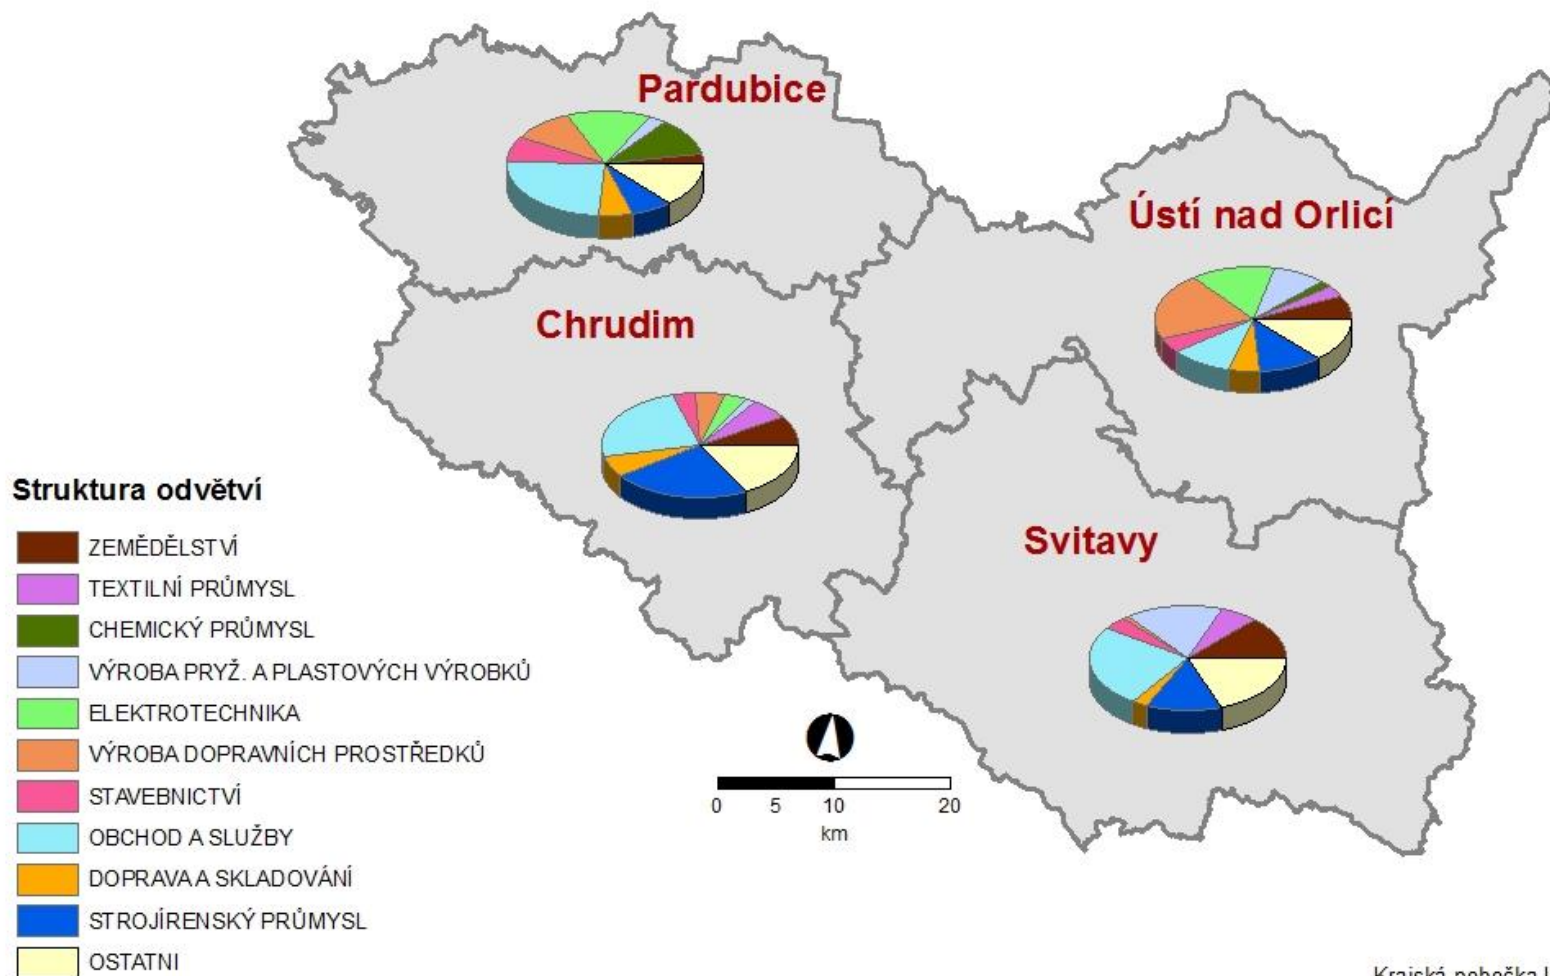 Pardubice
Ústí nad Orlicí
Chrudim
Svitavy
Struktura odvětví
ZEMĚDĚLSTVÍ
TEXTILNÍ PRŮMYSL
CHEMICKÝ PRŮMYSL
VÝROBA PRYŽ. A PLASTOVÝCH VÝROBKŮ
ELEKTROTECHNIKA
VÝROBA DOPRAVNÍCH PROSTŘEDKŮ
STAVEBNICTVÍ
OBCHOD A SLUŽBY
DOPRAVA A SKLADOVÁNÍ
STROJÍRENSKÝ PRŮMYSL
OSTATNI
0 5 10 20
km
Krajská pobočka